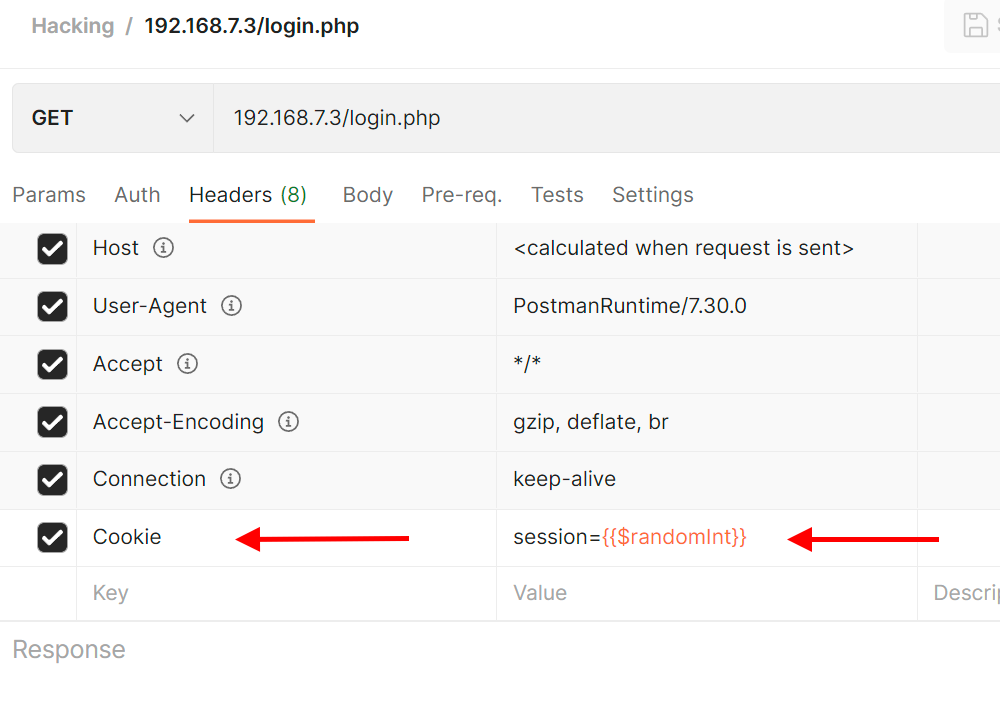 Hacking / 192.168.7.3/login.php
GET 192.168.7.3/login.php
Params Auth Headers (8) Body Pre-req. Tests Settings
Host <calculated when request is sent>
User-Agent PostmanRuntime/7.30.0
Accept */*
Accept-Encoding gzip, deflate, br
Connection keep-alive
Cookie session={{$randomInt}}
Key Value
Response